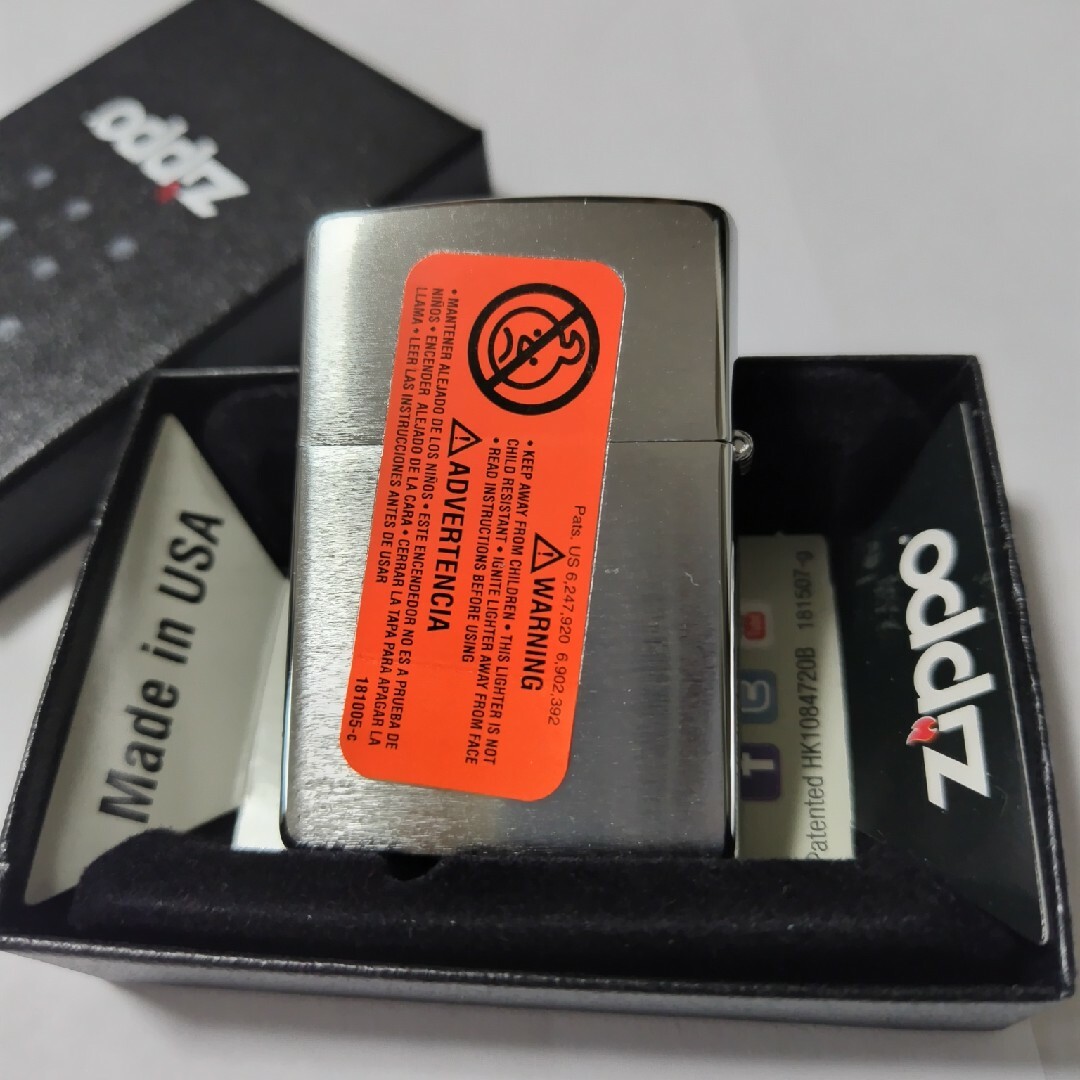 zippo
Made in USA
Pats. US 6,247,920 6,902,392
⚠ WARNING
• KEEP AWAY FROM CHILDREN • THIS LIGHTER IS NOT
CHILD RESISTANT • IGNITE LIGHTER AWAY FROM FACE
• READ INSTRUCTIONS BEFORE USING
⚠ ADVERTENCIA
• MANTENER ALEJADO DE LOS NIÑOS • ESTE ENCENDEDOR NO ES A PRUEBA DE
NIÑOS • ENCENDER ALEJADO DE LA CARA • CERRAR LA TAPA PARA APAGAR LA
LLAMA • LEER LAS INSTRUCCIONES ANTES DE USAR
181005-c
Patented HK1084720B 181507-g
zippo